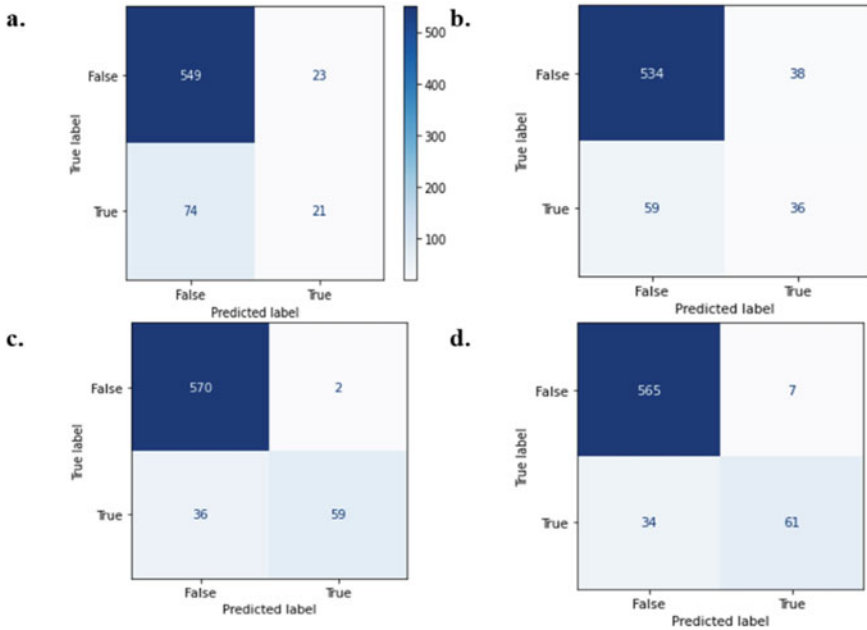 a.
True label
False
549
23
True
74
21
False
True
Predicted label
500
400
300
200
100
b.
True label
False
534
38
True
59
36
False
True
Predicted label
c.
True label
False
570
2
True
36
59
False
True
Predicted label
d.
True label
False
565
7
True
34
61
False
True
Predicted label